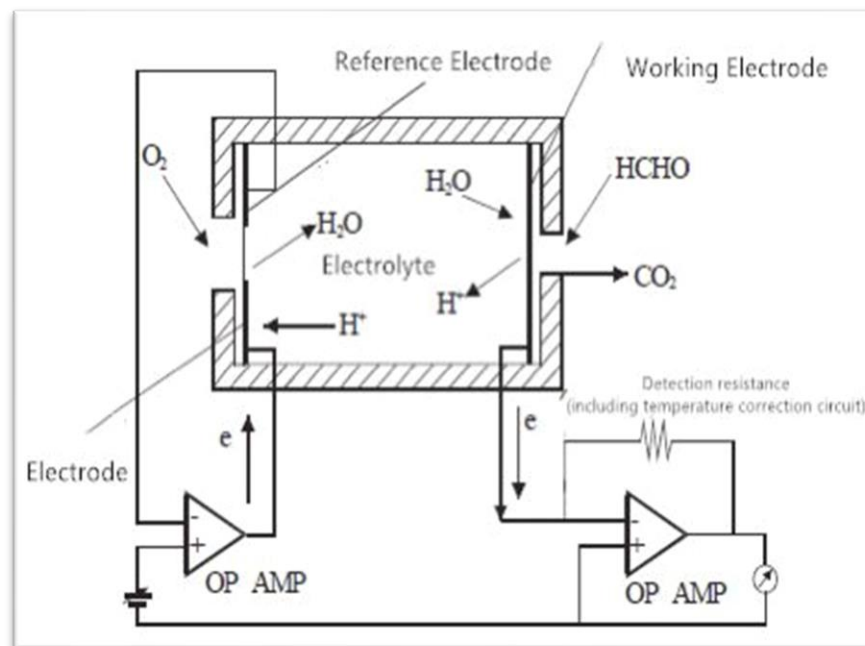 Reference Electrode
Working Electrode
O₂
H₂O
HCHO
H₂O
Electrolyte
CO₂
H⁺
H⁺
Detection resistance
(including temperature correction circuit)
e
e
Electrode
-
+
-
+
OP AMP
OP AMP